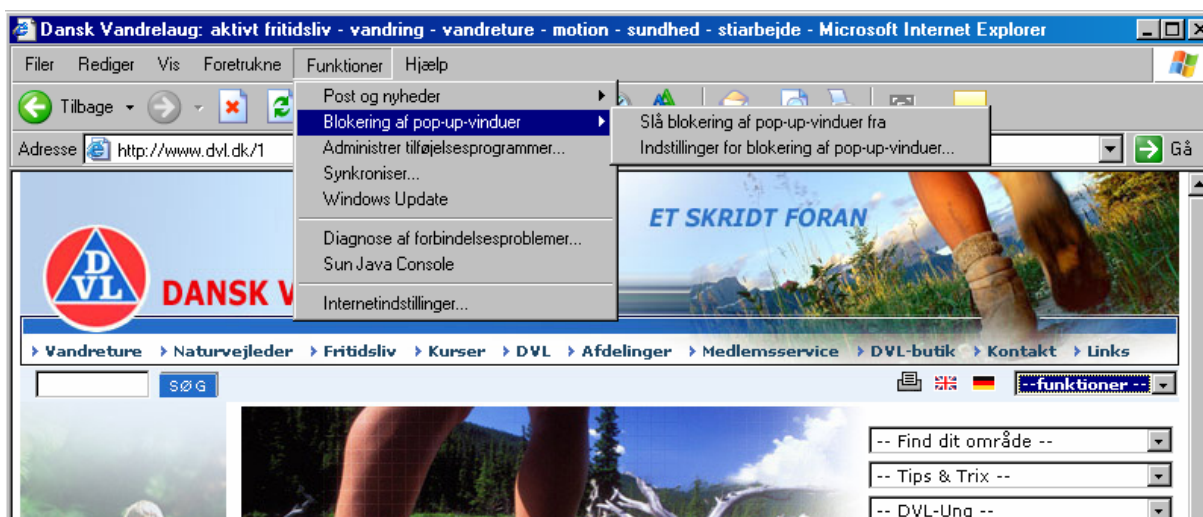 Dansk Vandrelaug: aktivt fritidsliv - vandring - vandreture - motion - sundhed - stiarbejde - Microsoft Internet Explorer
Filer Rediger Vis Foretrukne Funktioner Hjælp
Tilbage
Post og nyheder
Blokering af pop-up-vinduer
Slå blokering af pop-up-vinduer fra
Indstillinger for blokering af pop-up-vinduer...
Administrer tilføjelsesprogrammer...
Synkroniser...
Windows Update
Diagnose af forbindelsesproblemer...
Sun Java Console
Internetindstillinger...
Adresse http://www.dvl.dk/1 Gå
ET SKRIDT FORAN
DVL
DANSK V
Vandreture Naturvejleder Fritidsliv Kurser DVL Afdelinger Medlemsservice DVL-butik Kontakt Links
SØG
--funktioner --
-- Find dit område --
-- Tips & Trix --
-- DVL-Ung --